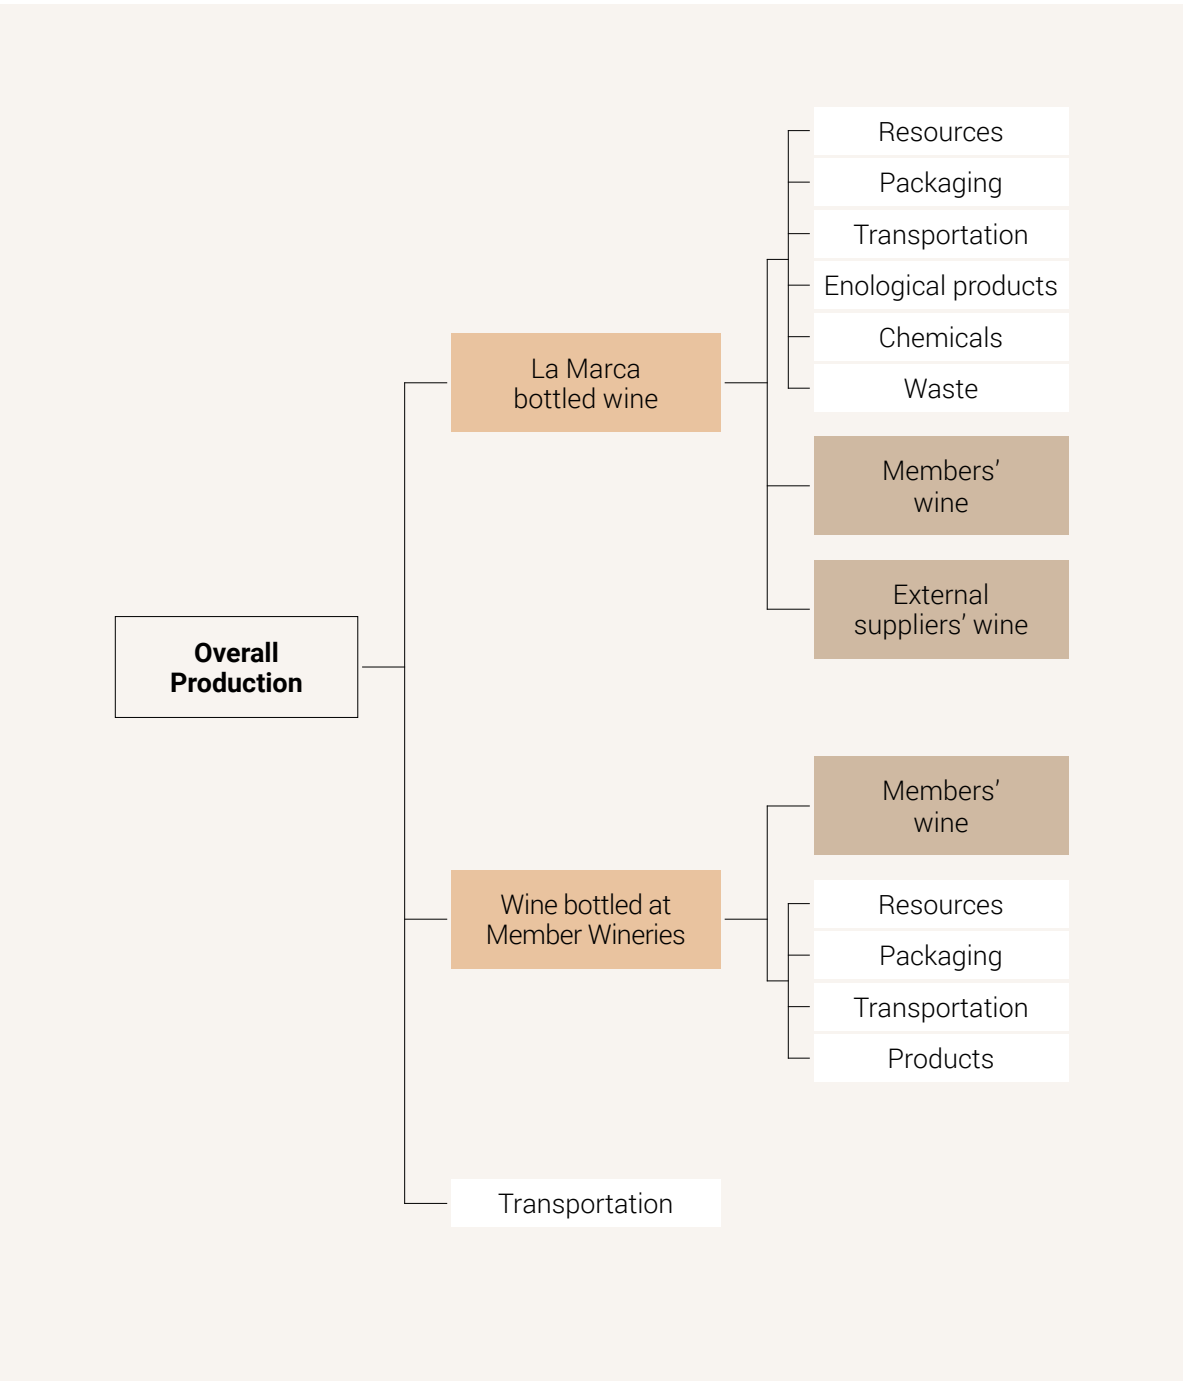 Resources
Packaging
Transportation
Enological products
Chemicals
Waste
La Marca
bottled wine
Members’
wine
External
suppliers’ wine
Overall
Production
Members’
wine
Wine bottled at
Member Wineries
Resources
Packaging
Transportation
Products
Transportation